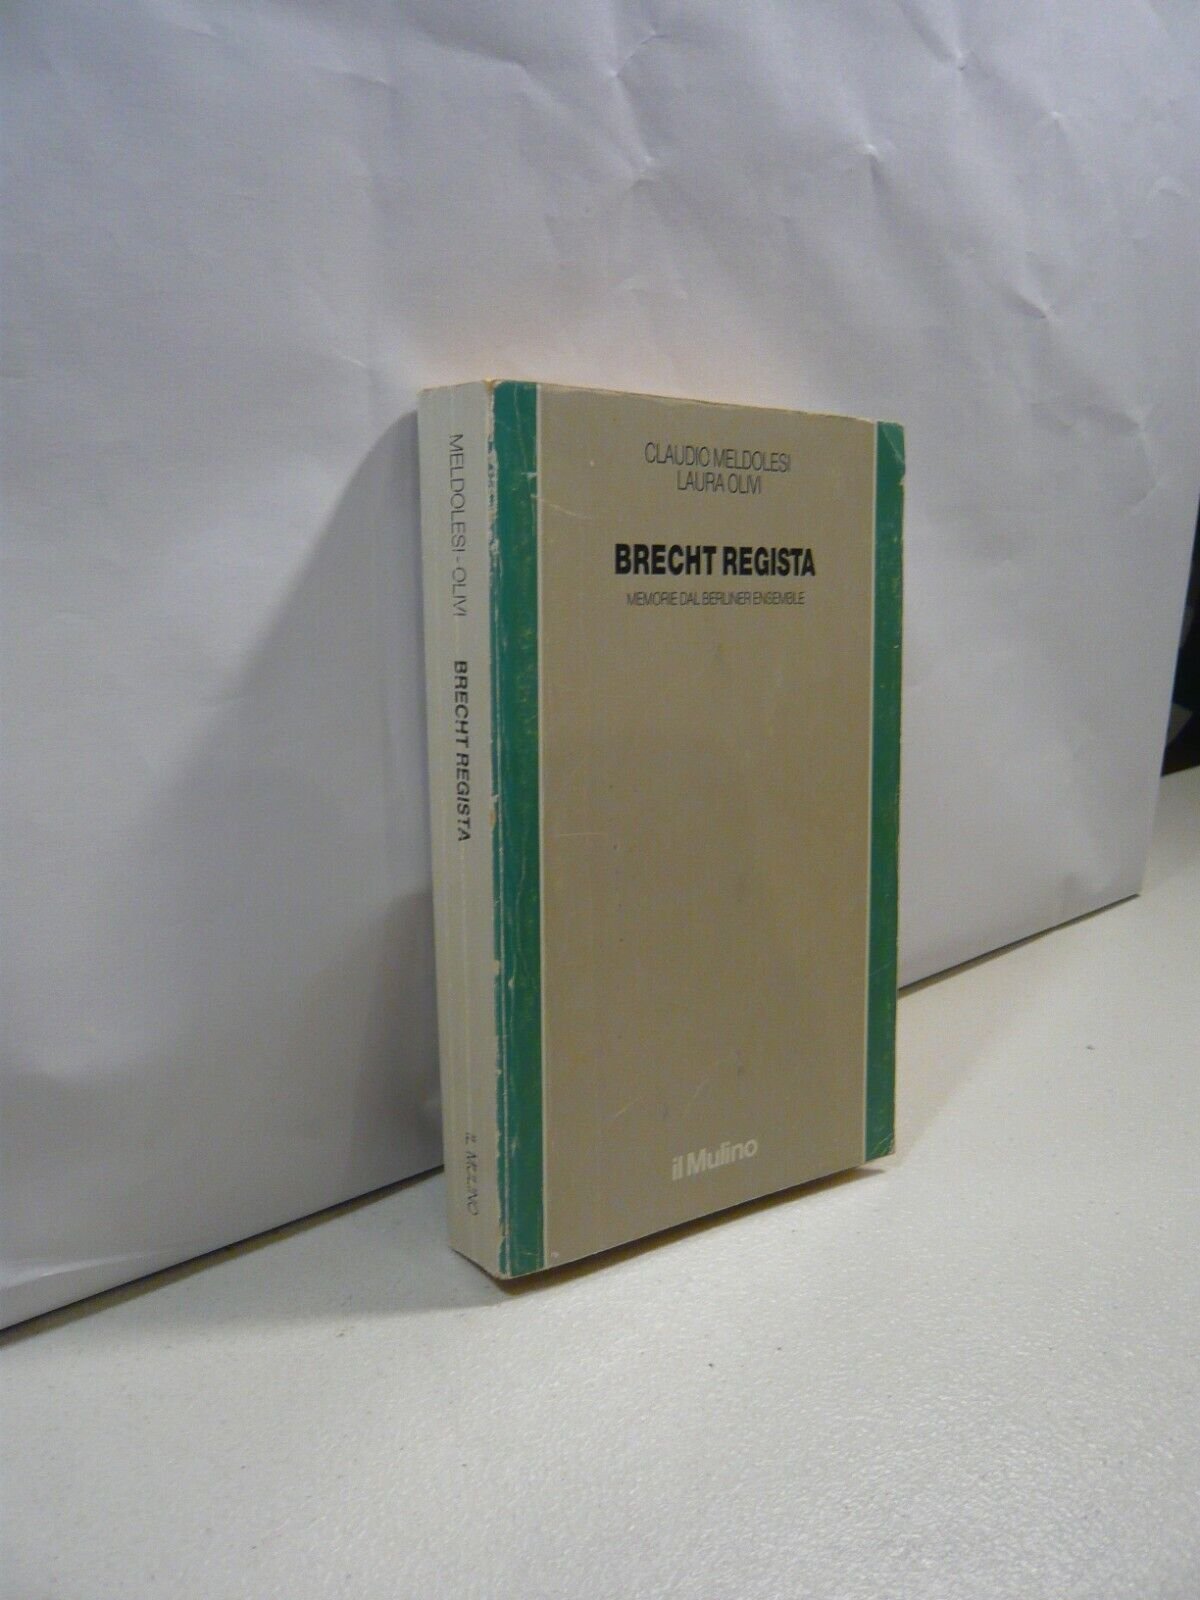 CLAUDIO MELDOLESI
LAURA OLIVI
BRECHT REGISTA
MEMORIE DAL BERLINER ENSEMBLE
il Mulino
MELDOLESI - OLIVI BRECHT REGISTA IL MULINO